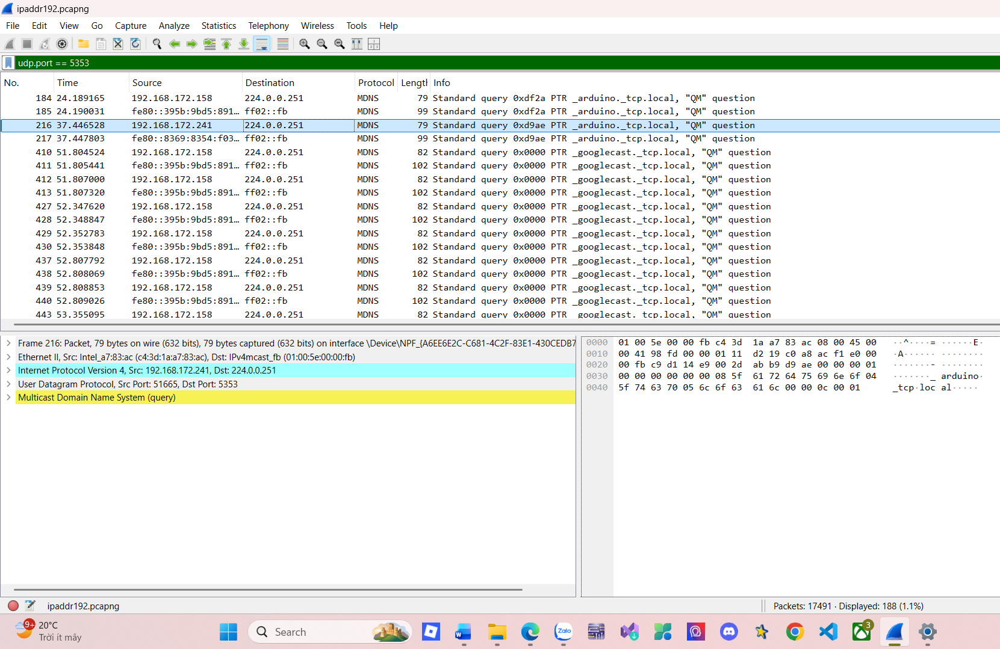 ipaddr192.pcapng
File Edit View Go Capture Analyze Statistics Telephony Wireless Tools Help
udp.port == 5353
No. Time Source Destination Protocol Length Info
184 24.189165 192.168.172.158 224.0.0.251 MDNS 79 Standard query 0xdf2a PTR _arduino._tcp.local, "QM" question
185 24.190031 fe80::395b:9bd5:891… ff02::fb MDNS 99 Standard query 0xdf2a PTR _arduino._tcp.local, "QM" question
216 37.446528 192.168.172.241 224.0.0.251 MDNS 79 Standard query 0xd9ae PTR _arduino._tcp.local, "QM" question
217 37.447803 fe80::8369:8354:f03… ff02::fb MDNS 99 Standard query 0xd9ae PTR _arduino._tcp.local, "QM" question
410 51.804524 192.168.172.158 224.0.0.251 MDNS 82 Standard query 0x0000 PTR _googlecast._tcp.local, "QM" question
411 51.805441 fe80::395b:9bd5:891… ff02::fb MDNS 102 Standard query 0x0000 PTR _googlecast._tcp.local, "QM" question
412 51.807000 192.168.172.158 224.0.0.251 MDNS 82 Standard query 0x0000 PTR _googlecast._tcp.local, "QM" question
413 51.807320 fe80::395b:9bd5:891… ff02::fb MDNS 102 Standard query 0x0000 PTR _googlecast._tcp.local, "QM" question
427 52.347620 192.168.172.158 224.0.0.251 MDNS 82 Standard query 0x0000 PTR _googlecast._tcp.local, "QM" question
428 52.348847 fe80::395b:9bd5:891… ff02::fb MDNS 102 Standard query 0x0000 PTR _googlecast._tcp.local, "QM" question
429 52.352783 192.168.172.158 224.0.0.251 MDNS 82 Standard query 0x0000 PTR _googlecast._tcp.local, "QM" question
430 52.353848 fe80::395b:9bd5:891… ff02::fb MDNS 102 Standard query 0x0000 PTR _googlecast._tcp.local, "QM" question
437 52.807792 192.168.172.158 224.0.0.251 MDNS 82 Standard query 0x0000 PTR _googlecast._tcp.local, "QM" question
438 52.808069 fe80::395b:9bd5:891… ff02::fb MDNS 102 Standard query 0x0000 PTR _googlecast._tcp.local, "QM" question
439 52.808853 192.168.172.158 224.0.0.251 MDNS 82 Standard query 0x0000 PTR _googlecast._tcp.local, "QM" question
440 52.809026 fe80::395b:9bd5:891… ff02::fb MDNS 102 Standard query 0x0000 PTR _googlecast._tcp.local, "QM" question
443 53.355095 192.168.172.158 224.0.0.251 MDNS 82 Standard query 0x0000 PTR _googlecast._tcp.local, "QM" question
Frame 216: Packet, 79 bytes on wire (632 bits), 79 bytes captured (632 bits) on interface \Device\NPF_{A6EE6E2C-C681-4C2F-83E1-430CEDB7
Ethernet II, Src: Intel_a7:83:ac (c4:3d:1a:a7:83:ac), Dst: IPv4mcast_fb (01:00:5e:00:00:fb)
Internet Protocol Version 4, Src: 192.168.172.241, Dst: 224.0.0.251
User Datagram Protocol, Src Port: 51665, Dst Port: 5353
Multicast Domain Name System (query)
0000 01 00 5e 00 00 fb c4 3d 1a a7 83 ac 08 00 45 00 ··^····= ······E·
0010 00 41 98 fd 00 00 01 11 d2 19 c0 a8 ac f1 e0 00 ·A······ ········
0020 00 fb c9 d1 14 e9 00 2d ab b9 d9 ae 00 00 00 01 ·······- ········
0030 00 00 00 00 00 00 08 5f 61 72 64 75 69 6e 6f 04 ·······_ arduino·
0040 5f 74 63 70 05 6c 6f 63 61 6c 00 00 0c 00 01 _tcp·loc al·····
ipaddr192.pcapng
Packets: 17491 · Displayed: 188 (1.1%)
9+
20°C
Trời ít mây
Search
Zalo
3